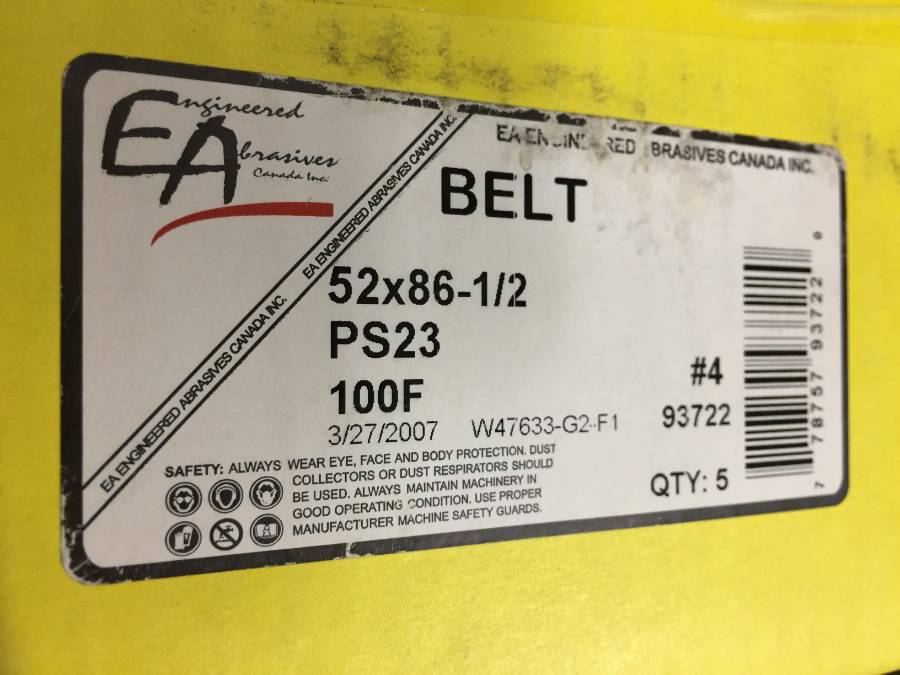 Engineered
Abrasives
Canada Inc.
EA ENGINEERED ABRASIVES CANADA INC.
EA ENGINEERED ABRASIVES CANADA INC.
BRASIVES CANADA INC.
BELT
52x86-1/2
PS23
100F
3/27/2007 W47633-G2-F1
#4
93722
QTY: 5
7 78757 93722 6
SAFETY: ALWAYS WEAR EYE, FACE AND BODY PROTECTION. DUST
COLLECTORS OR DUST RESPIRATORS SHOULD
BE USED. ALWAYS MAINTAIN MACHINERY IN
GOOD OPERATING CONDITION. USE PROPER
MANUFACTURER MACHINE SAFETY GUARDS.